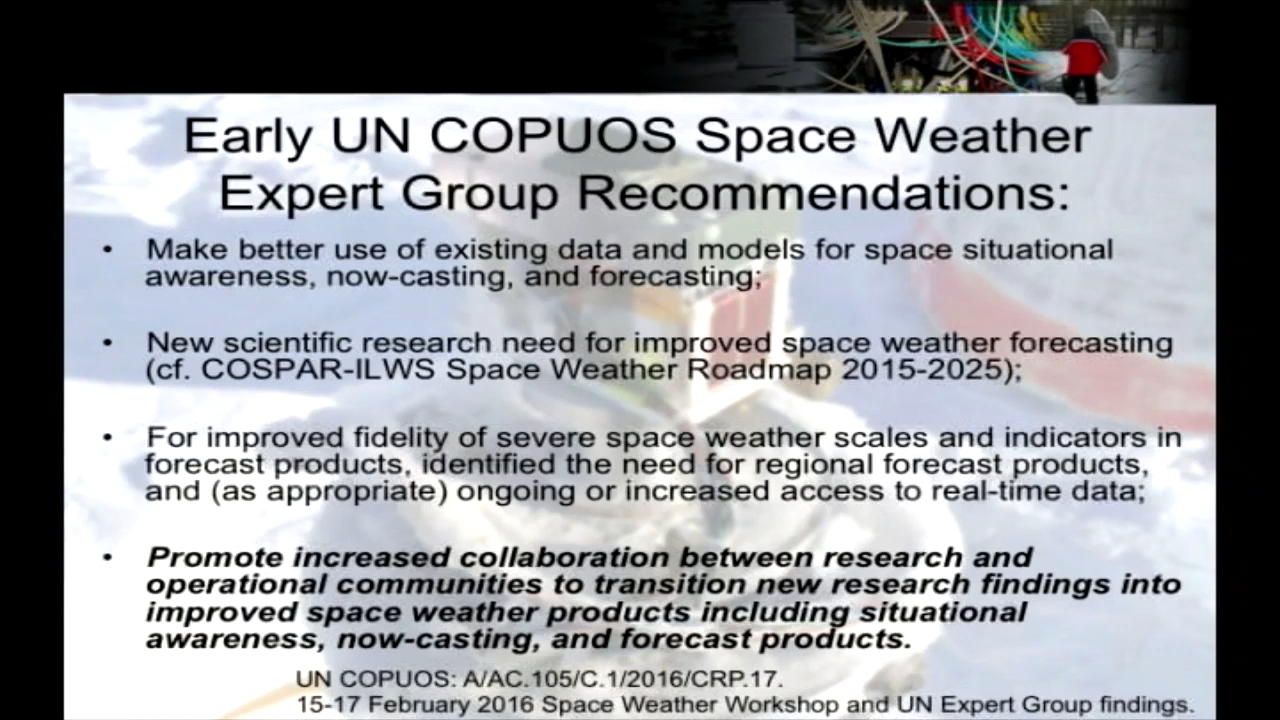 Early UN COPUOS Space Weather
Expert Group Recommendations:
• Make better use of existing data and models for space situational
awareness, now-casting, and forecasting;
• New scientific research need for improved space weather forecasting
(cf. COSPAR-ILWS Space Weather Roadmap 2015-2025);
• For improved fidelity of severe space weather scales and indicators in
forecast products, identified the need for regional forecast products,
and (as appropriate) ongoing or increased access to real-time data;
• Promote increased collaboration between research and
operational communities to transition new research findings into
improved space weather products including situational
awareness, now-casting, and forecast products.
UN COPUOS: A/AC.105/C.1/2016/CRP.17.
15-17 February 2016 Space Weather Workshop and UN Expert Group findings.